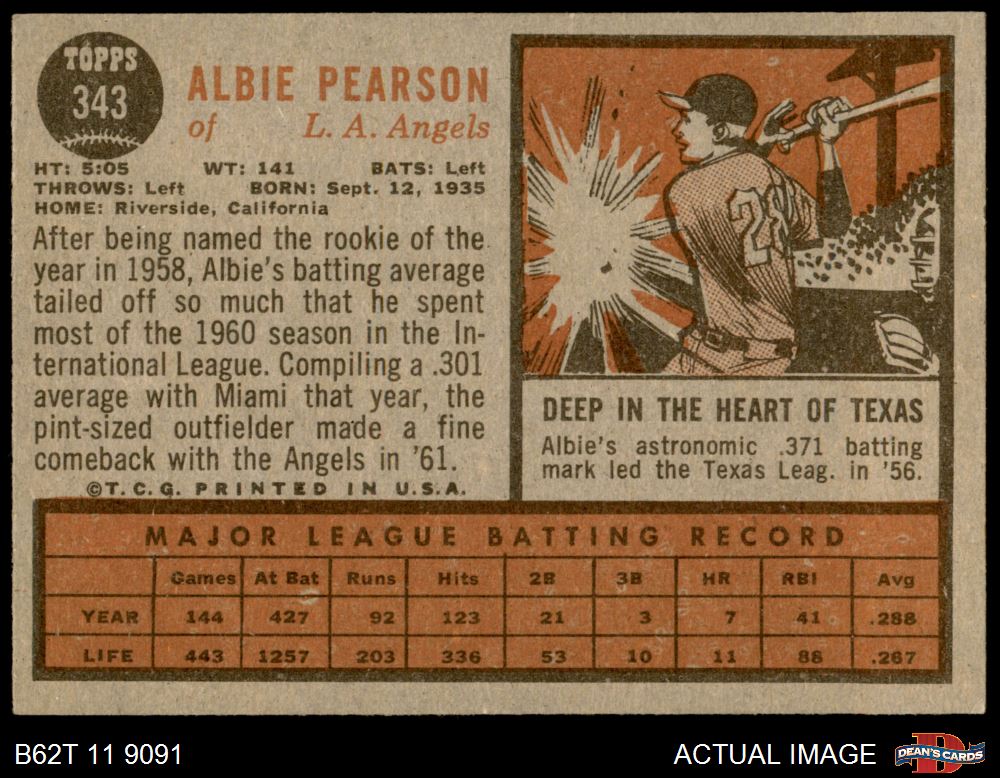 TOPPS
343
ALBIE PEARSON
of L. A. Angels
HT: 5:05 WT: 141 BATS: Left
THROWS: Left BORN: Sept. 12, 1935
HOME: Riverside, California
After being named the rookie of the
year in 1958, Albie's batting average
tailed off so much that he spent
most of the 1960 season in the In-
ternational League. Compiling a .301
average with Miami that year, the
pint-sized outfielder made a fine
comeback with the Angels in '61.
©T.C.G. PRINTED IN U.S.A.
28
DEEP IN THE HEART OF TEXAS
Albie's astronomic .371 batting
mark led the Texas Leag. in '56.
MAJOR LEAGUE BATTING RECORD
Games At Bat Runs Hits 2B 3B HR RBI Avg
YEAR 144 427 92 123 21 3 7 41 .288
LIFE 443 1257 203 336 53 10 11 88 .267
B62T 11 9091
ACTUAL IMAGE
DEAN'S CARDS